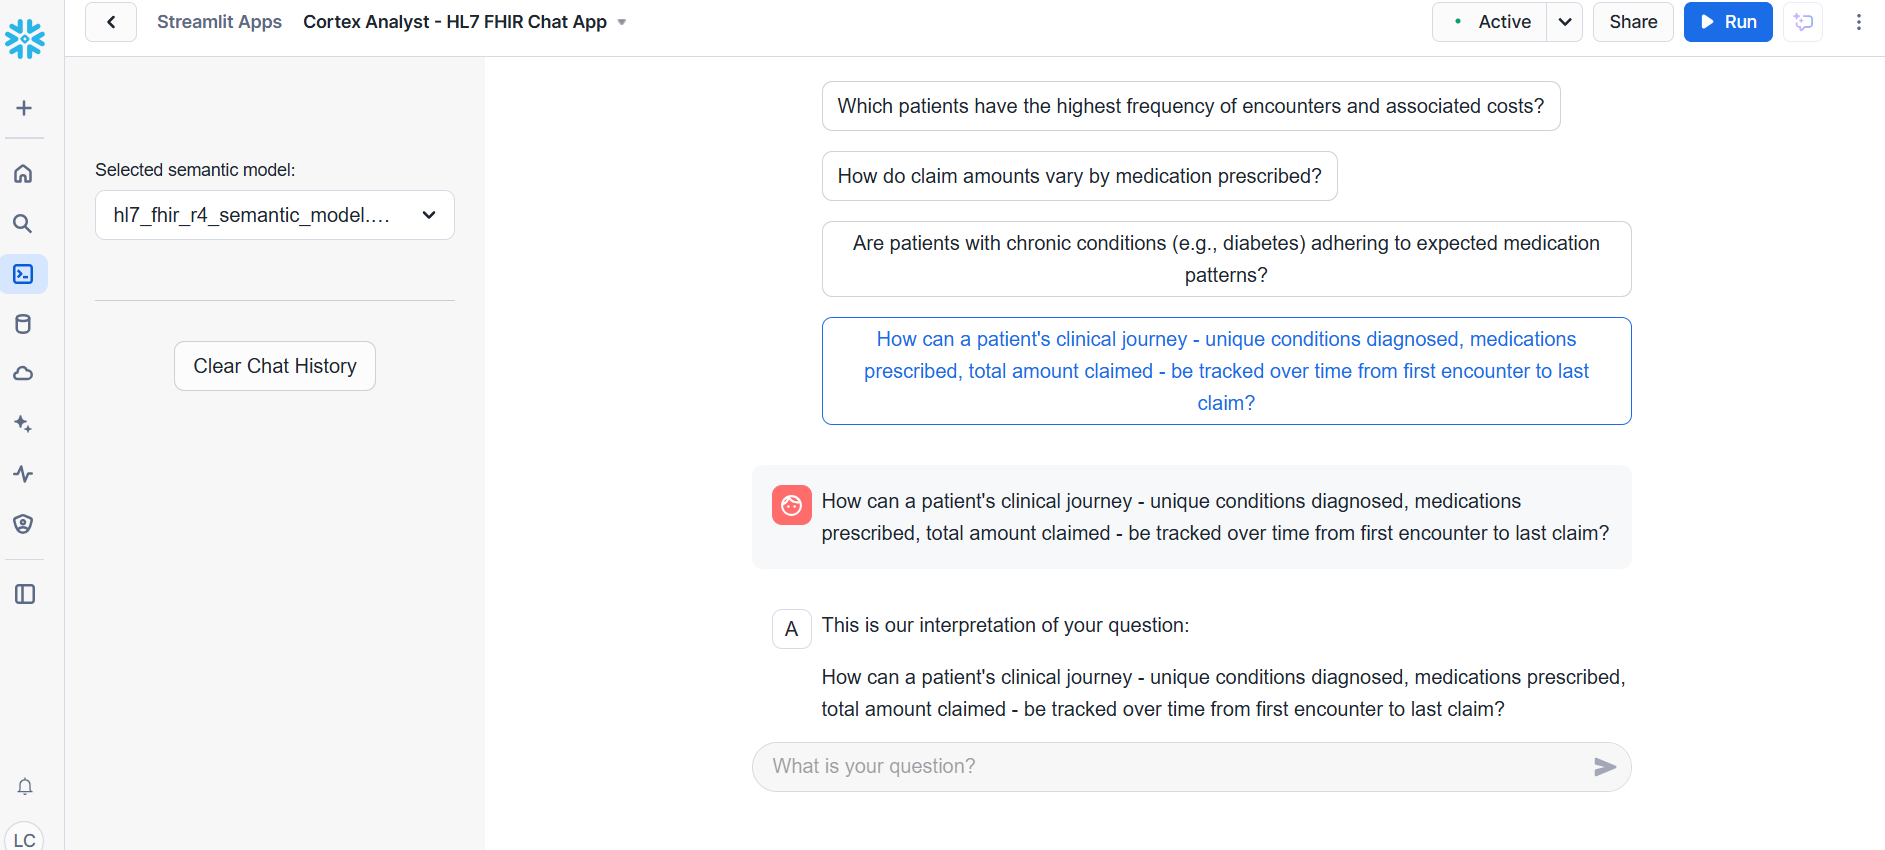 Streamlit Apps
Cortex Analyst - HL7 FHIR Chat App
Active
Share
Run
Selected semantic model:
hl7_fhir_r4_semantic_model....
Clear Chat History
Which patients have the highest frequency of encounters and associated costs?
How do claim amounts vary by medication prescribed?
Are patients with chronic conditions (e.g., diabetes) adhering to expected medication
patterns?
How can a patient's clinical journey - unique conditions diagnosed, medications
prescribed, total amount claimed - be tracked over time from first encounter to last
claim?
How can a patient's clinical journey - unique conditions diagnosed, medications
prescribed, total amount claimed - be tracked over time from first encounter to last claim?
A
This is our interpretation of your question:
How can a patient's clinical journey - unique conditions diagnosed, medications prescribed,
total amount claimed - be tracked over time from first encounter to last claim?
What is your question?
LC